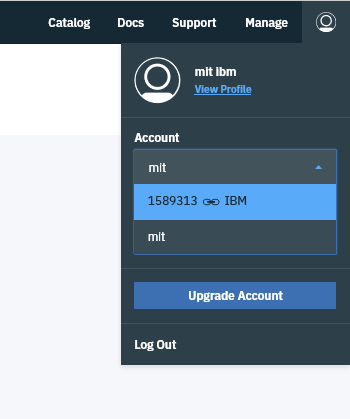 Catalog Docs Support Manage
mit ibm
View Profile
Account
mit
1589313 IBM
mit
Upgrade Account
Log Out